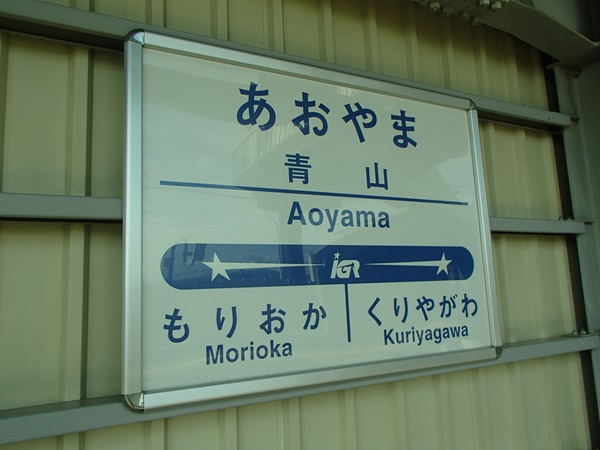 あおやま
青山
Aoyama
IGR
もりおか
Morioka
くりやがわ
Kuriyagawa